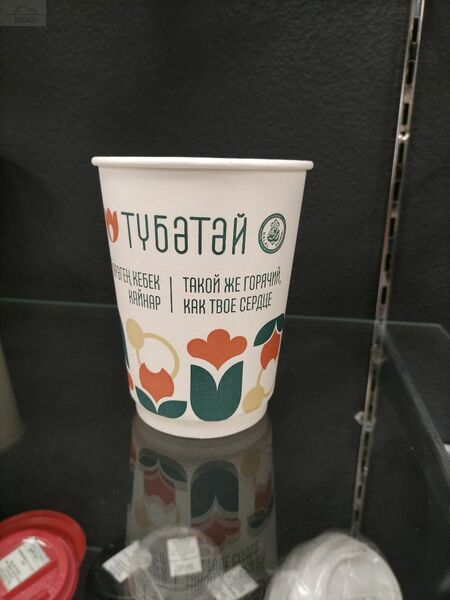 ТҮБӘТӘЙ
КЕБЕК
КАЙНАР
ТАКОЙ ЖЕ ГОРЯЧИЙ,
КАК ТВОЕ СЕРДЦЕ